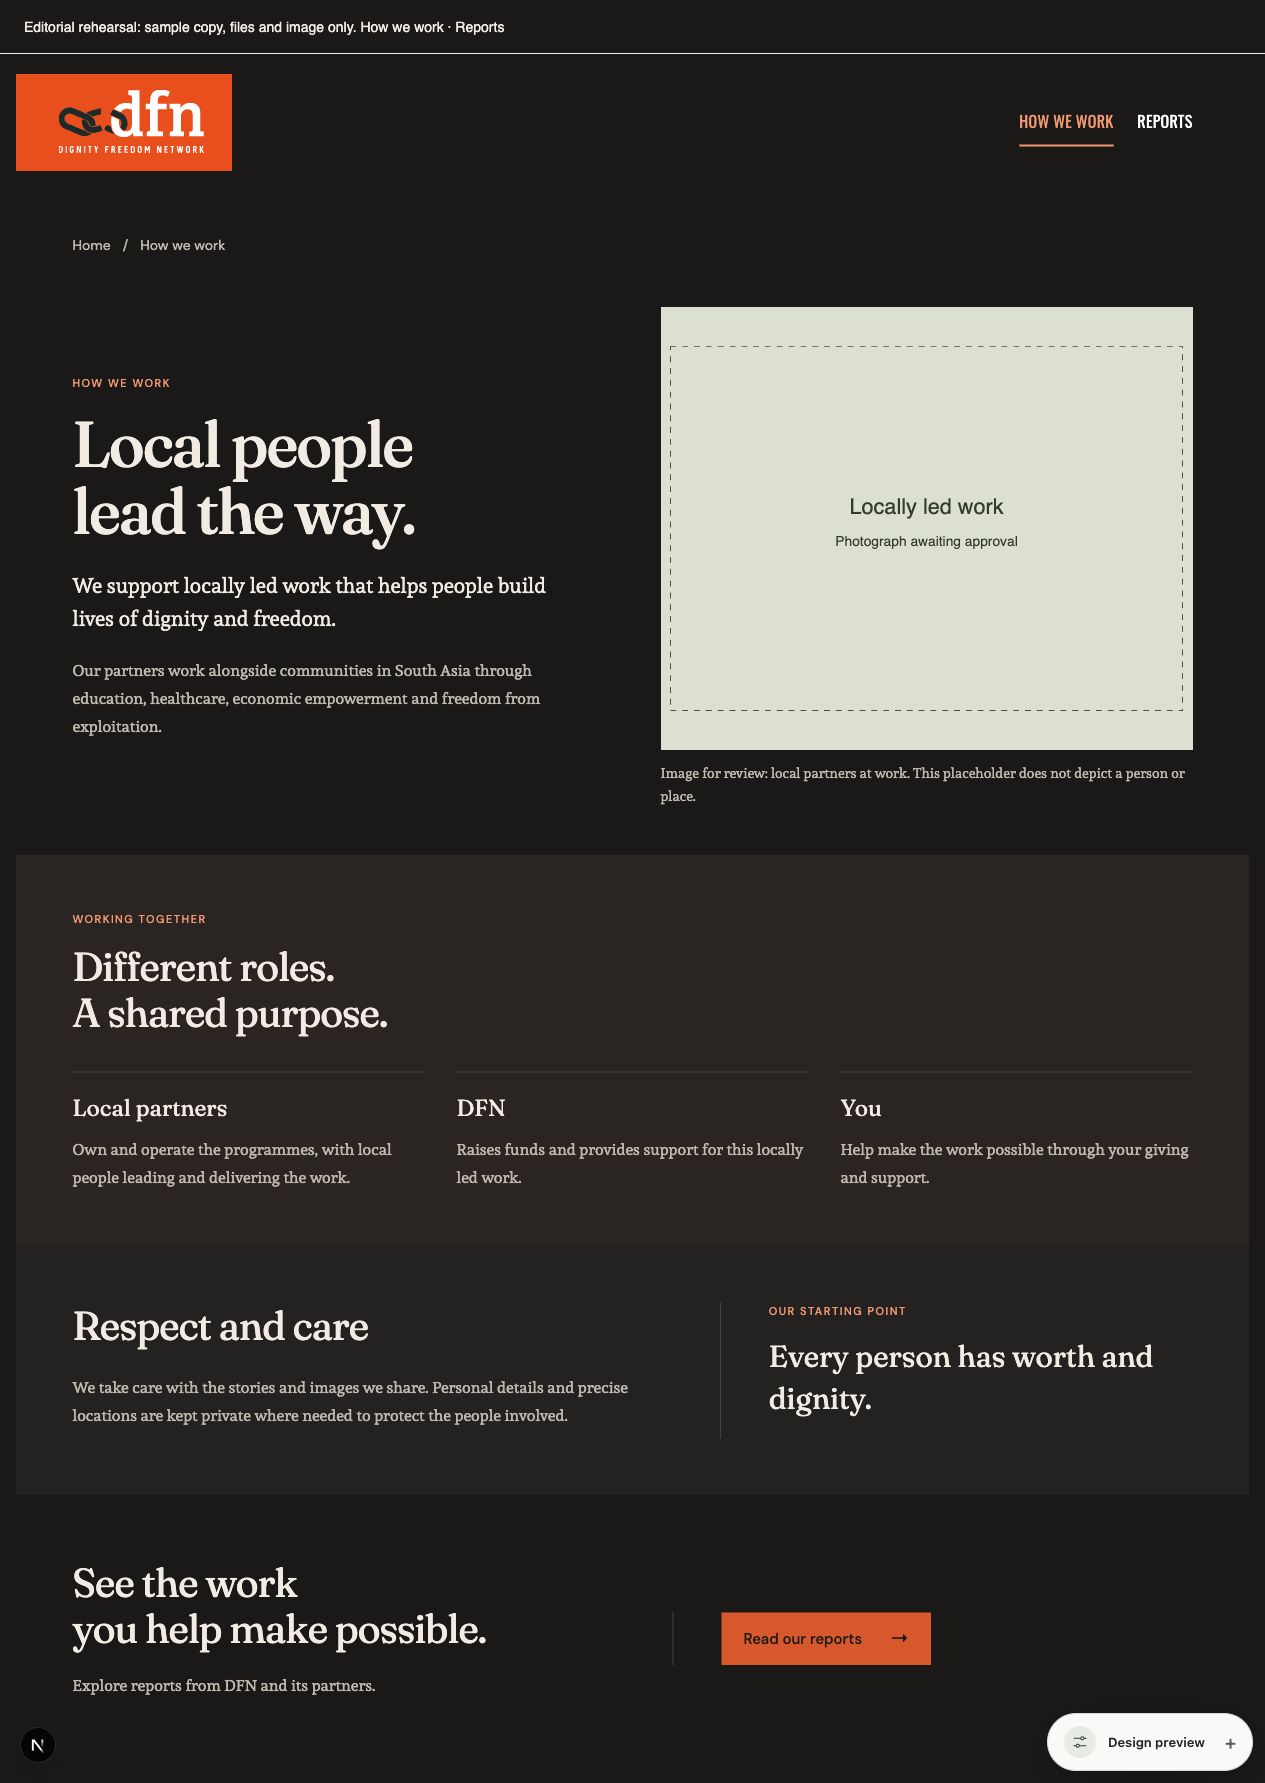 Editorial rehearsal: sample copy, files and image only. How we work · Reports
dfn
DIGNITY FREEDOM NETWORK
HOW WE WORK
REPORTS
Home / How we work
HOW WE WORK
Local people
lead the way.
We support locally led work that helps people build
lives of dignity and freedom.
Our partners work alongside communities in South Asia through
education, healthcare, economic empowerment and freedom from
exploitation.
Locally led work
Photograph awaiting approval
Image for review: local partners at work. This placeholder does not depict a person or
place.
WORKING TOGETHER
Different roles.
A shared purpose.
Local partners
Own and operate the programmes, with local
people leading and delivering the work.
DFN
Raises funds and provides support for this locally
led work.
You
Help make the work possible through your giving
and support.
Respect and care
We take care with the stories and images we share. Personal details and precise
locations are kept private where needed to protect the people involved.
OUR STARTING POINT
Every person has worth and
dignity.
See the work
you help make possible.
Explore reports from DFN and its partners.
Read our reports →
N
Design preview +